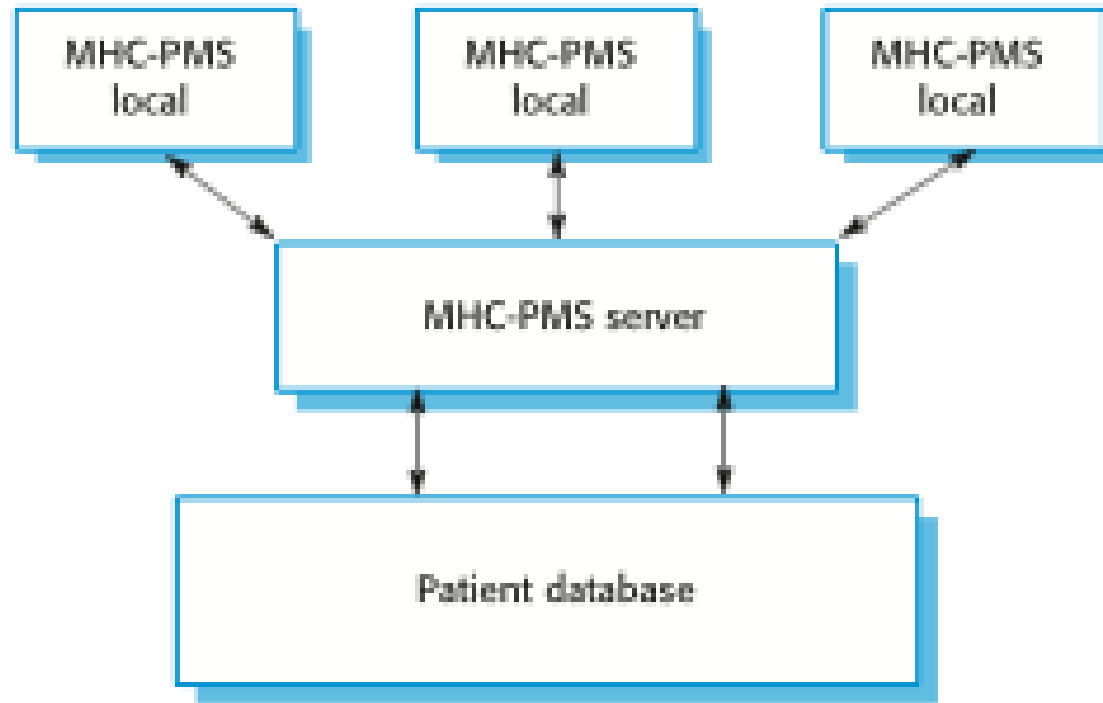 MHC-PMS
local
MHC-PMS
local
MHC-PMS
local
MHC-PMS server
Patient database